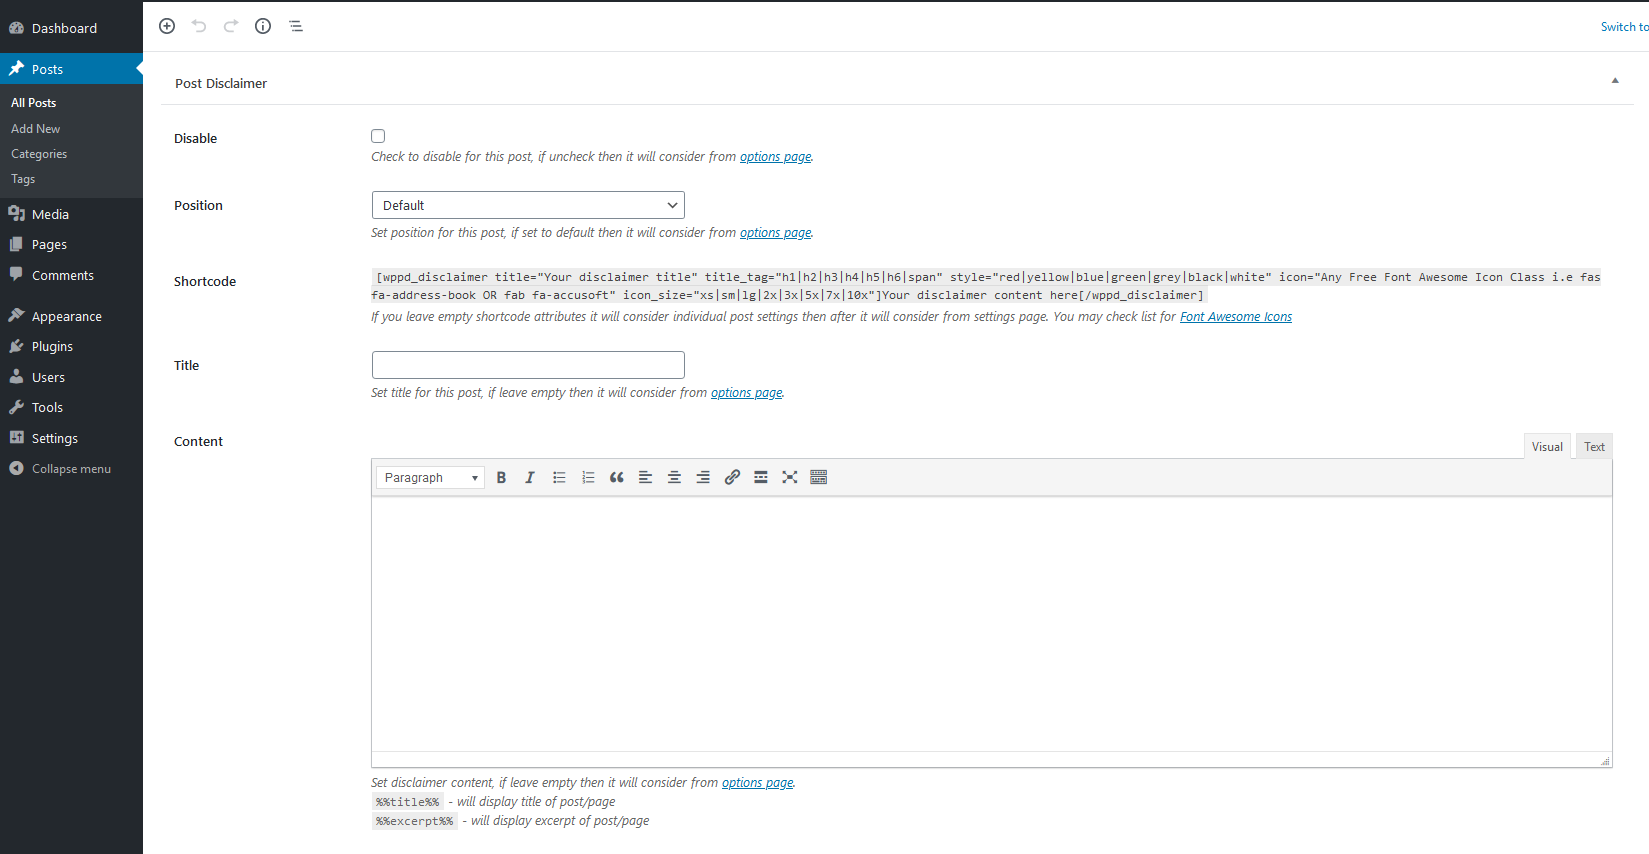 Dashboard
Posts
All Posts
Add New
Categories
Tags
Media
Pages
Comments
Appearance
Plugins
Users
Tools
Settings
Collapse menu
Switch to
Post Disclaimer
Disable
Check to disable for this post, if uncheck then it will consider from options page.
Position
Default
Set position for this post, if set to default then it will consider from options page.
Shortcode
[wppd_disclaimer title="Your disclaimer title" title_tag="h1|h2|h3|h4|h5|h6|span" style="red|yellow|blue|green|grey|black|white" icon="Any Free Font Awesome Icon Class i.e fas
fa-address-book OR fab fa-accusoft" icon_size="xs|sm|lg|2x|3x|5x|7x|10x"]Your disclaimer content here[/wppd_disclaimer]
If you leave empty shortcode attributes it will consider individual post settings then after it will consider from settings page. You may check list for Font Awesome Icons
Title
Set title for this post, if leave empty then it will consider from options page.
Content
Visual Text
Paragraph
Set disclaimer content, if leave empty then it will consider from options page.
%%title%% - will display title of post/page
%%excerpt%% - will display excerpt of post/page